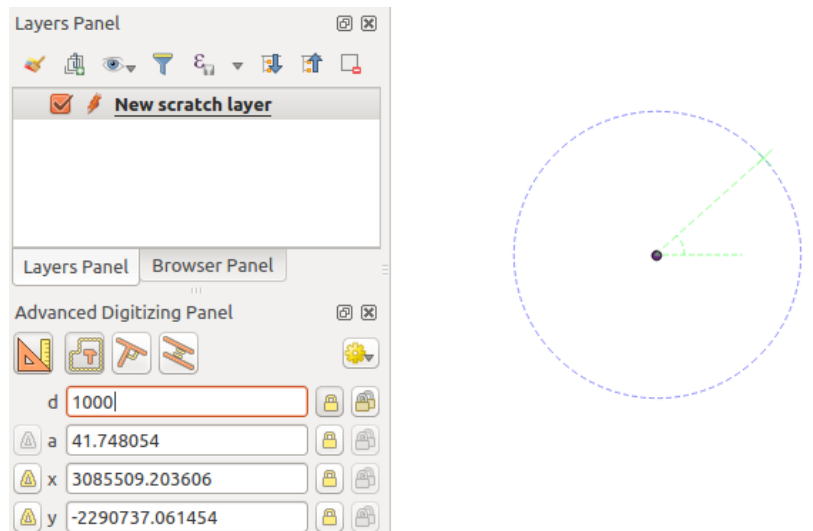 Layers Panel
New scratch layer
Layers Panel Browser Panel
Advanced Digitizing Panel
d 1000
a 41.748054
x 3085509.203606
y -2290737.061454